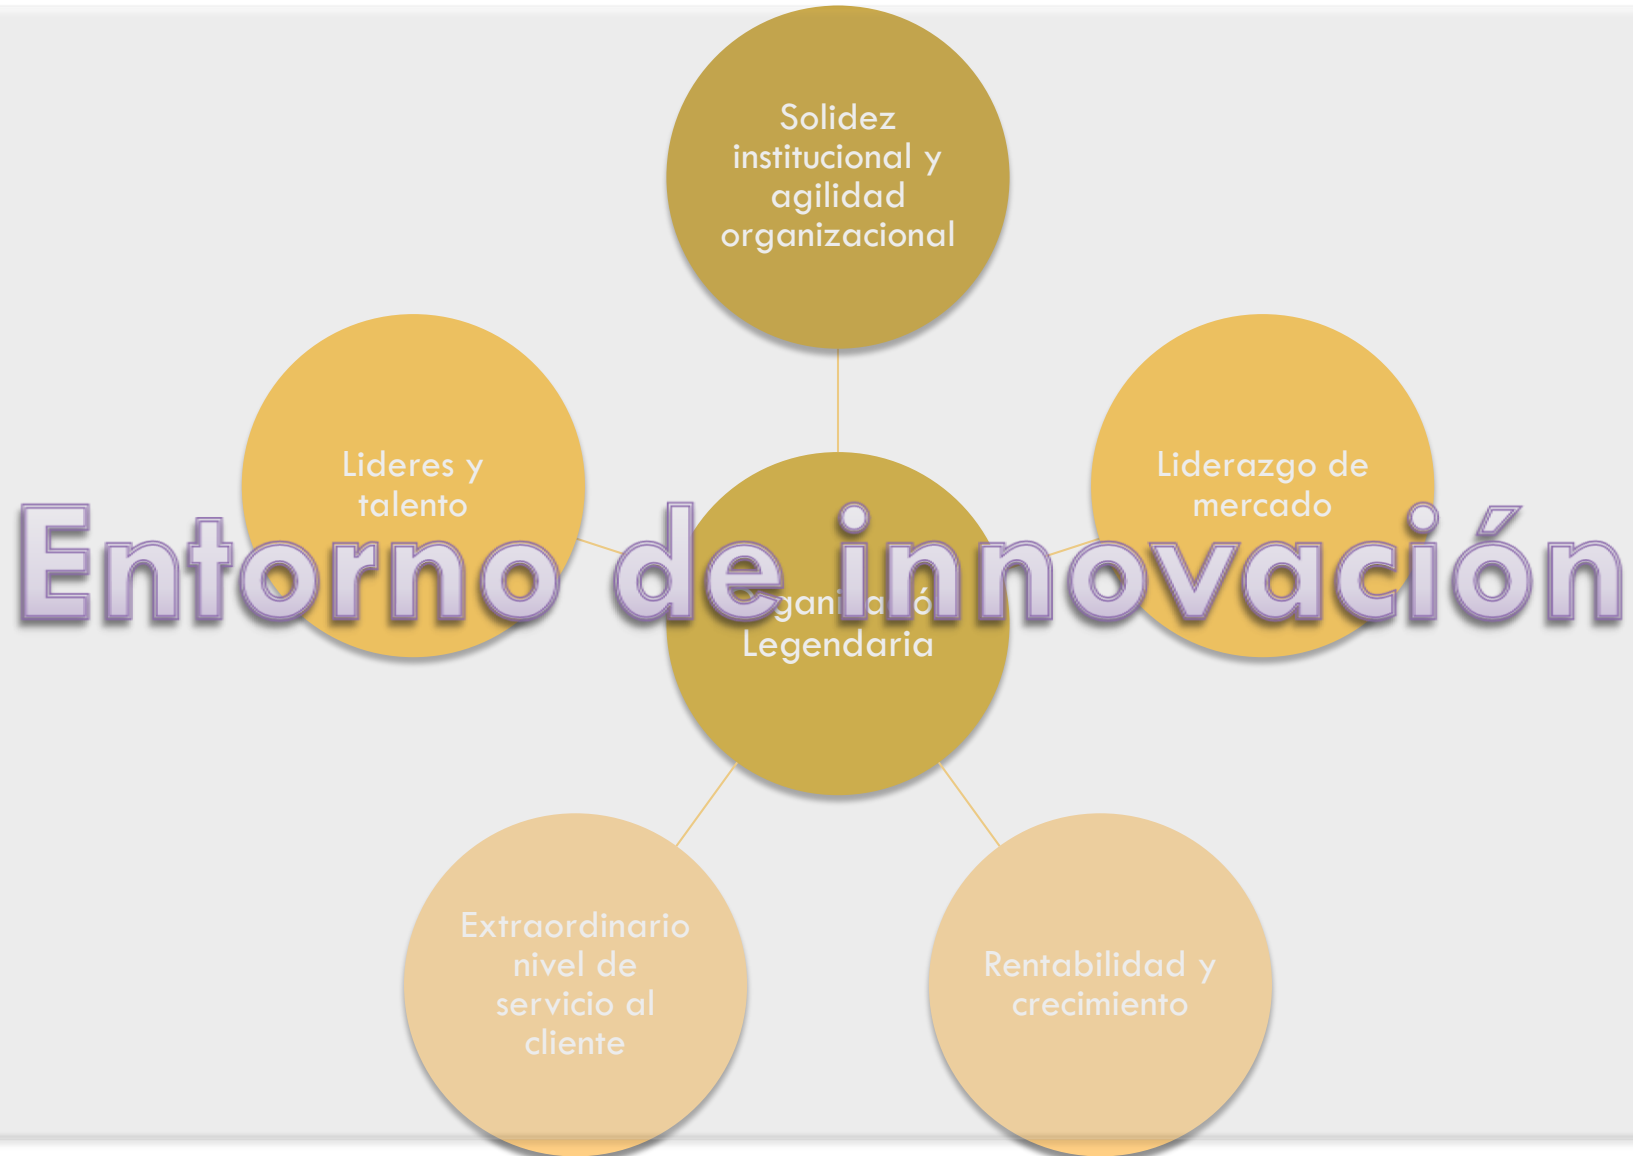 Solidez
institucional y
agilidad
organizacional
Lideres y
talento
Liderazgo de
mercado
Entorno de innovación
Legendaria
Extraordinario
nivel de
servicio al
cliente
Rentabilidad y
crecimiento